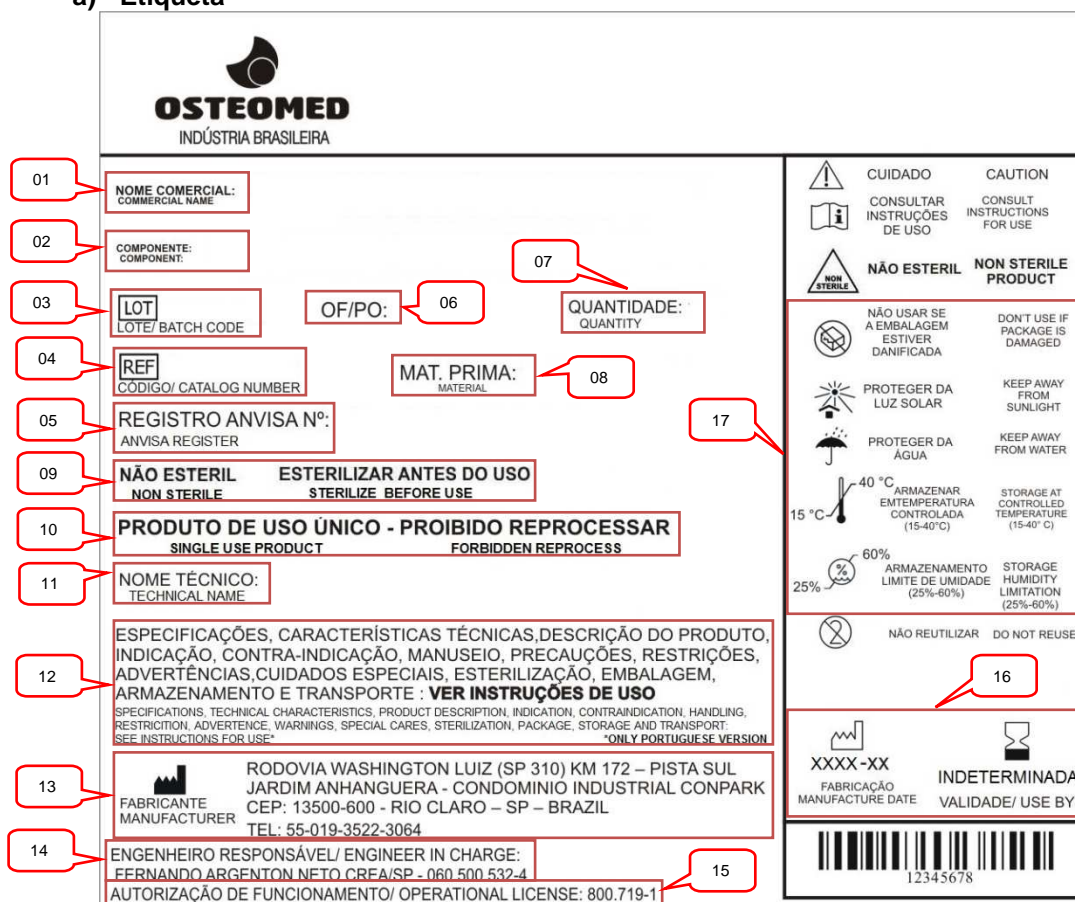 a) Etiqueta
OSTEOMED
INDÚSTRIA BRASILEIRA
01
NOME COMERCIAL:
COMMERCIAL NAME
02
COMPONENTE:
COMPONENT:
03
LOT
LOTE/ BATCH CODE
OF/PO:
06
07
QUANTIDADE:
QUANTITY
04
REF
CÓDIGO/ CATALOG NUMBER
MAT. PRIMA:
MATERIAL
08
05
REGISTRO ANVISA Nº:
ANVISA REGISTER
09
NÃO ESTERIL ESTERILIZAR ANTES DO USO
NON STERILE STERILIZE BEFORE USE
10
PRODUTO DE USO ÙNICO - PROIBIDO REPROCESSAR
SINGLE USE PRODUCT FORBIDDEN REPROCESS
11
NOME TÉCNICO:
TECHNICAL NAME
12
ESPECIFICAÇÕES, CARACTERÍSTICAS TÉCNICAS,DESCRIÇÃO DO PRODUTO,
INDICAÇÃO, CONTRA-INDICAÇÃO, MANUSEIO, PRECAUÇÕES, RESTRIÇÕES,
ADVERTÊNCIAS,CUIDADOS ESPECIAIS, ESTERILIZAÇÃO, EMBALAGEM,
ARMAZENAMENTO E TRANSPORTE : VER INSTRUÇÕES DE USO
SPECIFICATIONS, TECHNICAL CHARACTERISTICS, PRODUCT DESCRIPTION, INDICATION, CONTRAINDICATION, HANDLING,
RESTRICITION, ADVERTENCE, WARNINGS, SPECIAL CARES, STERILIZATION, PACKAGE, STORAGE AND TRANSPORT:
SEE INSTRUCTIONS FOR USE* *ONLY PORTUGUESE VERSION
13
FABRICANTE
MANUFACTURER
RODOVIA WASHINGTON LUIZ (SP 310) KM 172 – PISTA SUL
JARDIM ANHANGUERA - CONDOMINIO INDUSTRIAL CONPARK
CEP: 13500-600 - RIO CLARO – SP – BRAZIL
TEL: 55-019-3522-3064
14
ENGENHEIRO RESPONSÁVEL/ ENGINEER IN CHARGE:
FERNANDO ARGENTON NETO CREA/SP - 060.500.532-4
15
AUTORIZAÇÃO DE FUNCIONAMENTO/ OPERATIONAL LICENSE: 800.719-1
CUIDADO CAUTION
CONSULTAR
INSTRUÇÕES
DE USO
CONSULT
INSTRUCTIONS
FOR USE
NON
STERILE
NÃO ESTERIL
NON STERILE
PRODUCT
17
NÃO USAR SE
A EMBALAGEM
ESTIVER
DANIFICADA
DON'T USE IF
PACKAGE IS
DAMAGED
PROTEGER DA
LUZ SOLAR
KEEP AWAY
FROM
SUNLIGHT
PROTEGER DA
ÁGUA
KEEP AWAY
FROM WATER
15 °C
40 °C
ARMAZENAR
EMTEMPERATURA
CONTROLADA
(15-40°C)
STORAGE AT
CONTROLLED
TEMPERATURE
(15-40° C)
25%
%
60%
ARMAZENAMENTO
LIMITE DE UMIDADE
(25%-60%)
STORAGE
HUMIDITY
LIMITATION
(25%-60%)
2
NÃO REUTILIZAR DO NOT REUSE
16
XXXX-XX
FABRICAÇÃO
MANUFACTURE DATE
INDETERMINADA
VALIDADE/ USE BY
12345678